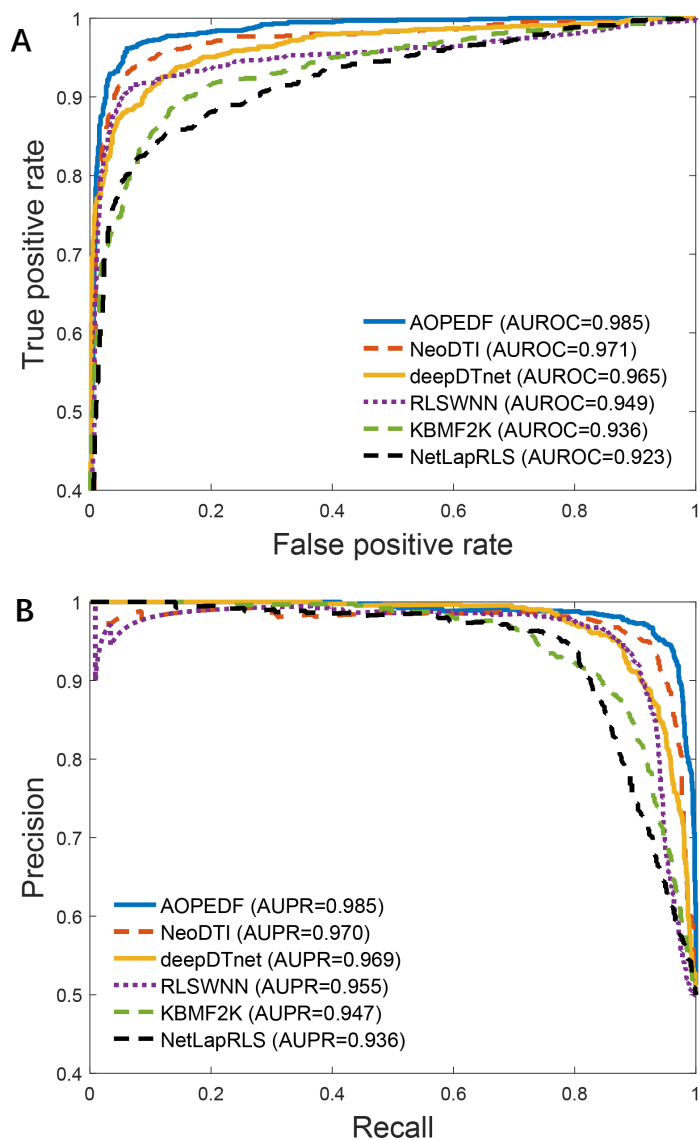 A
1
0.9
0.8
0.7
0.6
0.5
0.4
True positive rate
AOPEDF (AUROC=0.985)
NeoDTI (AUROC=0.971)
deepDTnet (AUROC=0.965)
RLSWNN (AUROC=0.949)
KBMF2K (AUROC=0.936)
NetLapRLS (AUROC=0.923)
0 0.2 0.4 0.6 0.8 1
False positive rate
B
1
0.9
0.8
0.7
0.6
0.5
0.4
Precision
AOPEDF (AUPR=0.985)
NeoDTI (AUPR=0.970)
deepDTnet (AUPR=0.969)
RLSWNN (AUPR=0.955)
KBMF2K (AUPR=0.947)
NetLapRLS (AUPR=0.936)
0 0.2 0.4 0.6 0.8 1
Recall